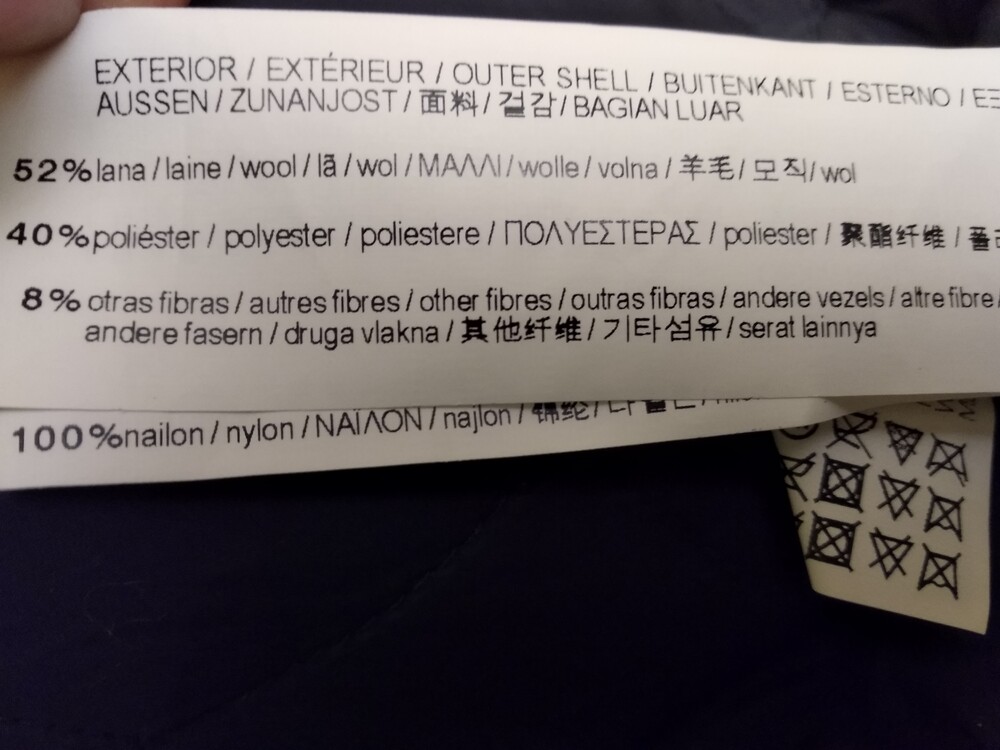 EXTERIOR / EXTÉRIEUR / OUTER SHELL / BUITENKANT / ESTERNO /
AUSSEN / ZUNANJOST / 面料 / 겉감 / BAGIAN LUAR
52% lana / laine / wool / lã / wol / ΜΑΛΛΙ / wolle / volna / 羊毛 / 모직 / wol
40% poliéster / polyester / poliestere / ΠΟΛΥΕΣΤΕΡΑΣ / poliester / 聚酯纤维 /
8% otras fibras / autres fibres / other fibres / outras fibras / andere vezels / altre fibre /
andere fasern / druga vlakna / 其他纤维 / 기타섬유 / serat lainnya
100% nailon / nylon / ΝΑΪΛΟΝ / najlon / 锦纶 /